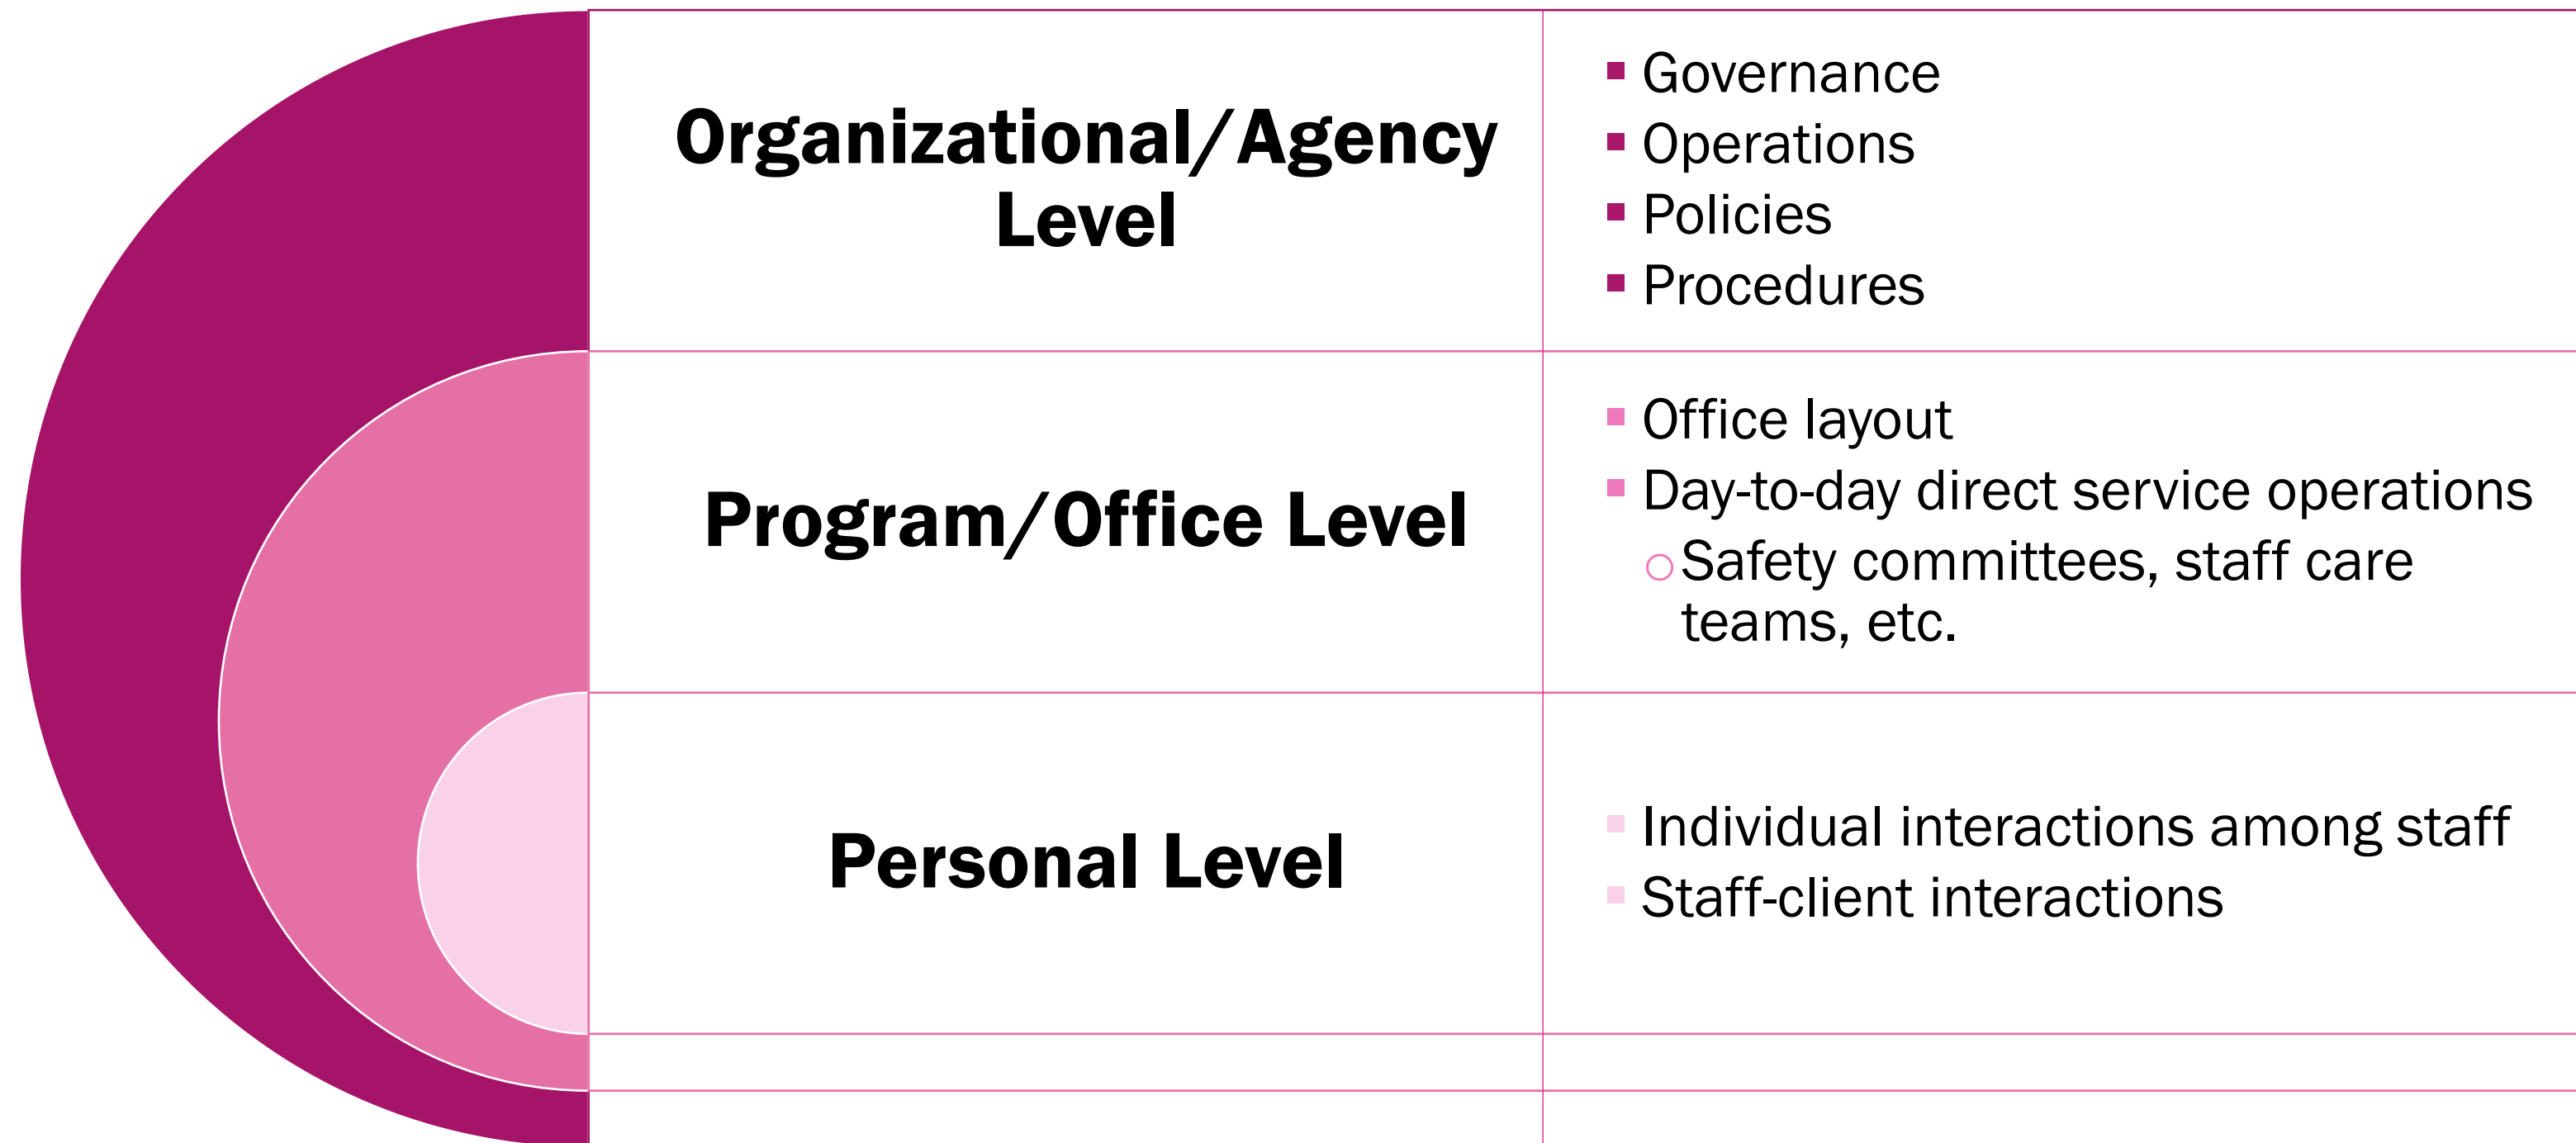 Organizational/Agency
Level
▪ Governance
▪ Operations
▪ Policies
▪ Procedures
Program/Office Level
▪ Office layout
▪ Day-to-day direct service operations
○ Safety committees, staff care
teams, etc.
Personal Level
▪ Individual interactions among staff
▪ Staff-client interactions